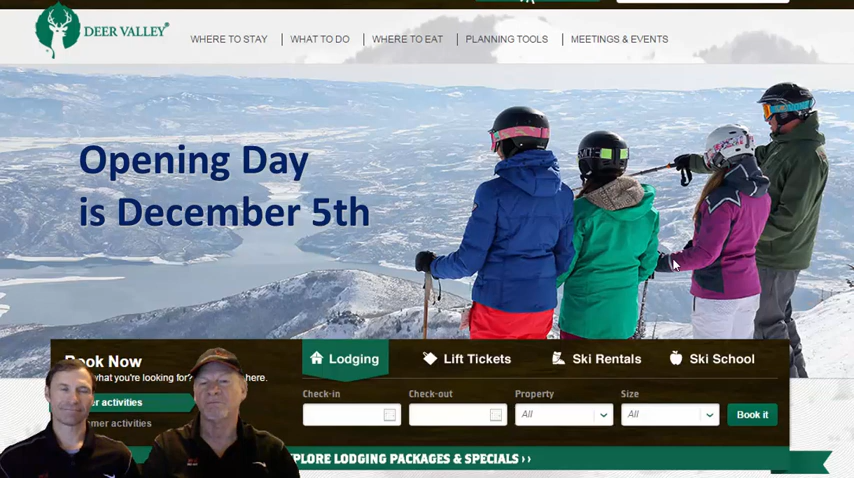 DEER VALLEY®
WHERE TO STAY | WHAT TO DO | WHERE TO EAT | PLANNING TOOLS | MEETINGS & EVENTS
Opening Day
is December 5th
Book Now
what you're looking for? here.
activities
activities
Lodging
Lift Tickets
Ski Rentals
Ski School
Check-in
Check-out
Property
Size
All
All
Book it
LODGING PACKAGES & SPECIALS ››